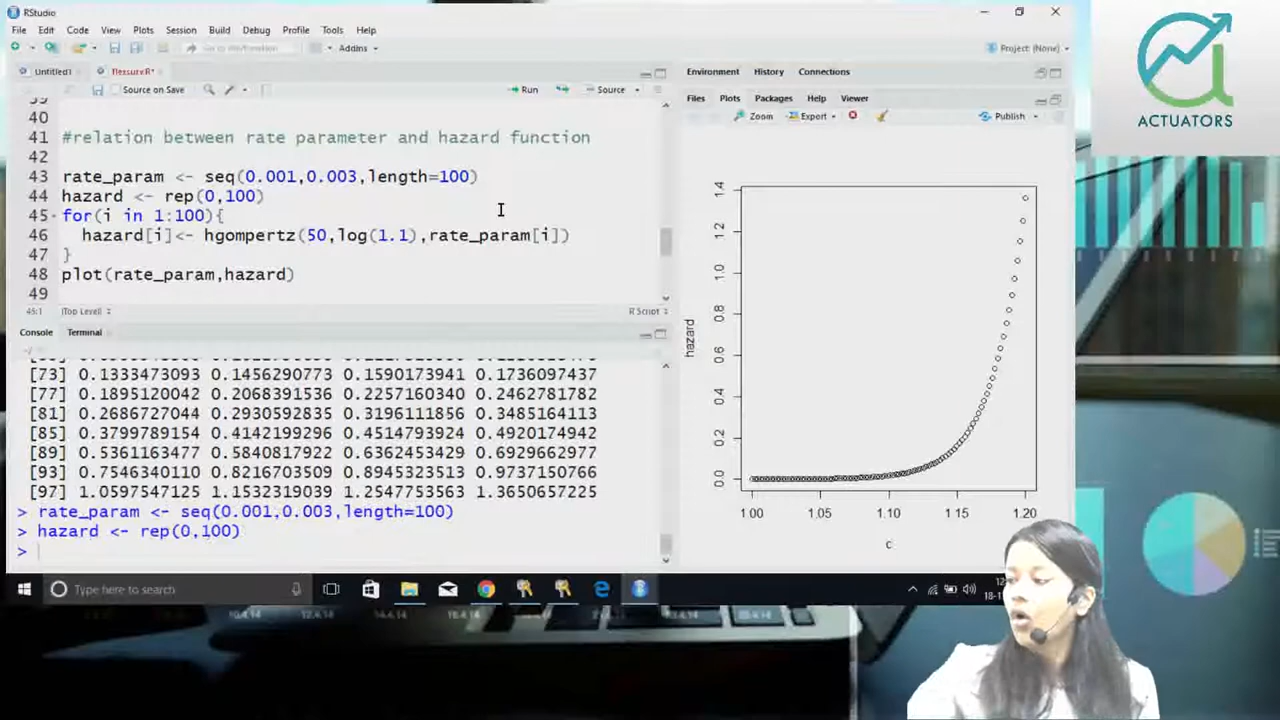 RStudio
File Edit Code View Plots Session Build Debug Profile Tools Help
Go to file/function Addins Project: (None)
Untitled1
Source on Save Run Source
39
40
41 #relation between rate parameter and hazard function
42
43 rate_param <- seq(0.001,0.003,length=100)
44 hazard <- rep(0,100)
45 for(i in 1:100){
46 hazard[i]<- hgompertz(50,log(1.1),rate_param[i])
47 }
48 plot(rate_param,hazard)
49
45:1 (Top Level) R Script
Console Terminal
~/
[73] 0.1333473093 0.1456290773 0.1590173941 0.1736097437
[77] 0.1895120042 0.2068391536 0.2257160340 0.2462781782
[81] 0.2686727044 0.2930592835 0.3196111856 0.3485164113
[85] 0.3799789154 0.4142199296 0.4514793924 0.4920174942
[89] 0.5361163477 0.5840817922 0.6362453429 0.6929662977
[93] 0.7546340110 0.8216703509 0.8945323513 0.9737150766
[97] 1.0597547125 1.1532319039 1.2547753563 1.3650657225
> rate_param <- seq(0.001,0.003,length=100)
> hazard <- rep(0,100)
>
Environment History Connections
Files Plots Packages Help Viewer
Zoom Export Publish
hazard
0.0 0.2 0.4 0.6 0.8 1.0 1.2 1.4
1.00 1.05 1.10 1.15 1.20
c
Type here to search
ACTUATORS